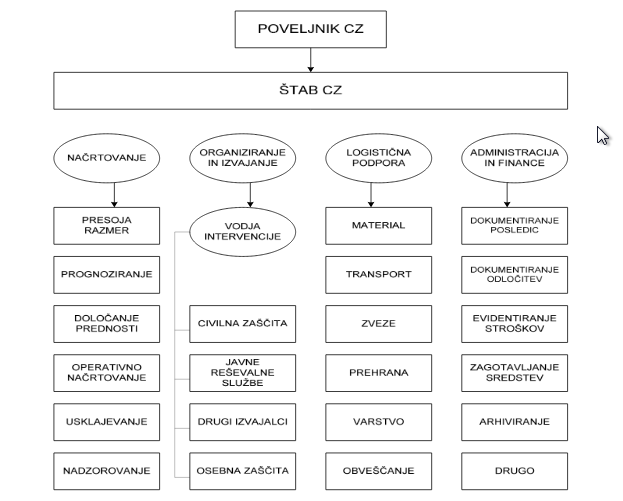 POVELJNIK CZ
ŠTAB CZ
NAČRTOVANJE
PRESOJA
RAZMER
PROGNOZIRANJE
DOLOČANJE
PREDNOSTI
OPERATIVNO
NAČRTOVANJE
USKLAJEVANJE
NADZOROVANJE
ORGANIZIRANJE
IN IZVAJANJE
VODJA
INTERVENCIJE
CIVILNA ZAŠČITA
JAVNE
REŠEVALNE
SLUŽBE
DRUGI IZVAJALCI
OSEBNA ZAŠČITA
LOGISTIČNA
PODPORA
MATERIAL
TRANSPORT
ZVEZE
PREHRANA
VARSTVO
OBVEŠČANJE
ADMINISTRACIJA
IN FINANCE
DOKUMENTIRANJE
POSLEDIC
DOKUMENTIRANJE
ODLOČITEV
EVIDENTIRANJE
STROŠKOV
ZAGOTAVLJANJE
SREDSTEV
ARHIVIRANJE
DRUGO